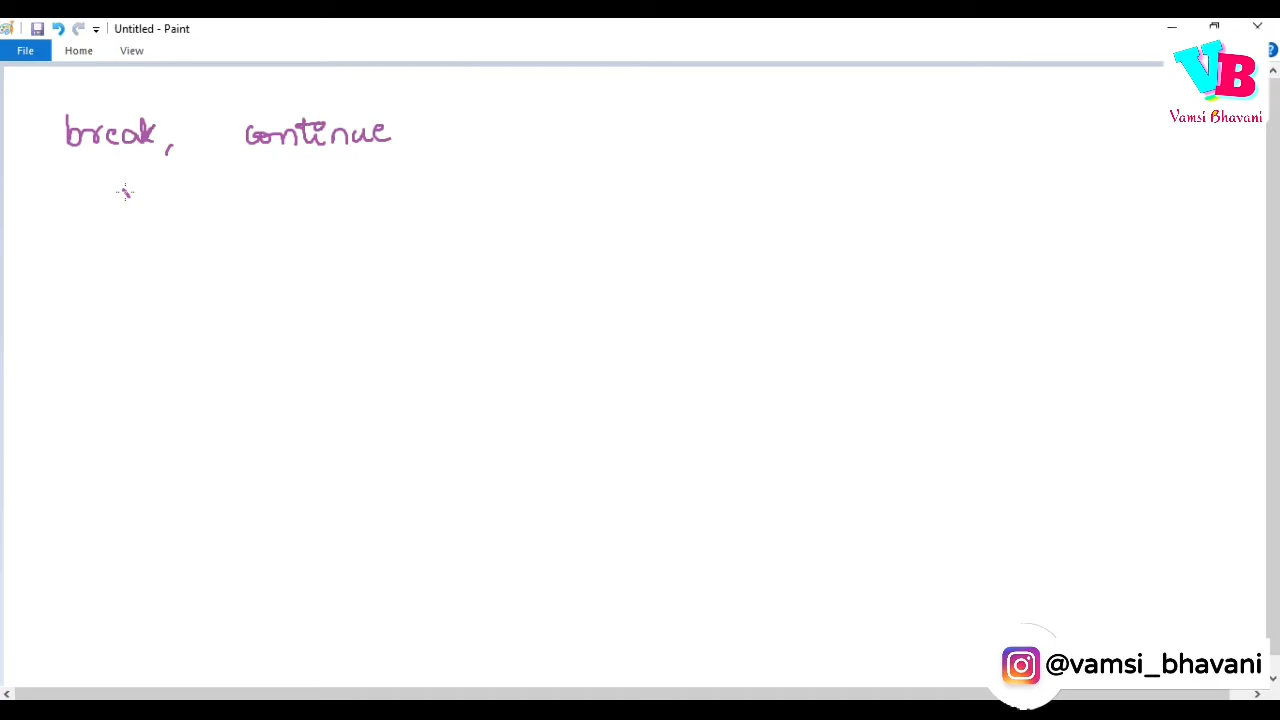 Untitled - Paint
File Home View
VB
Vamsi Bhavani
break, continue
@vamsi_bhavani